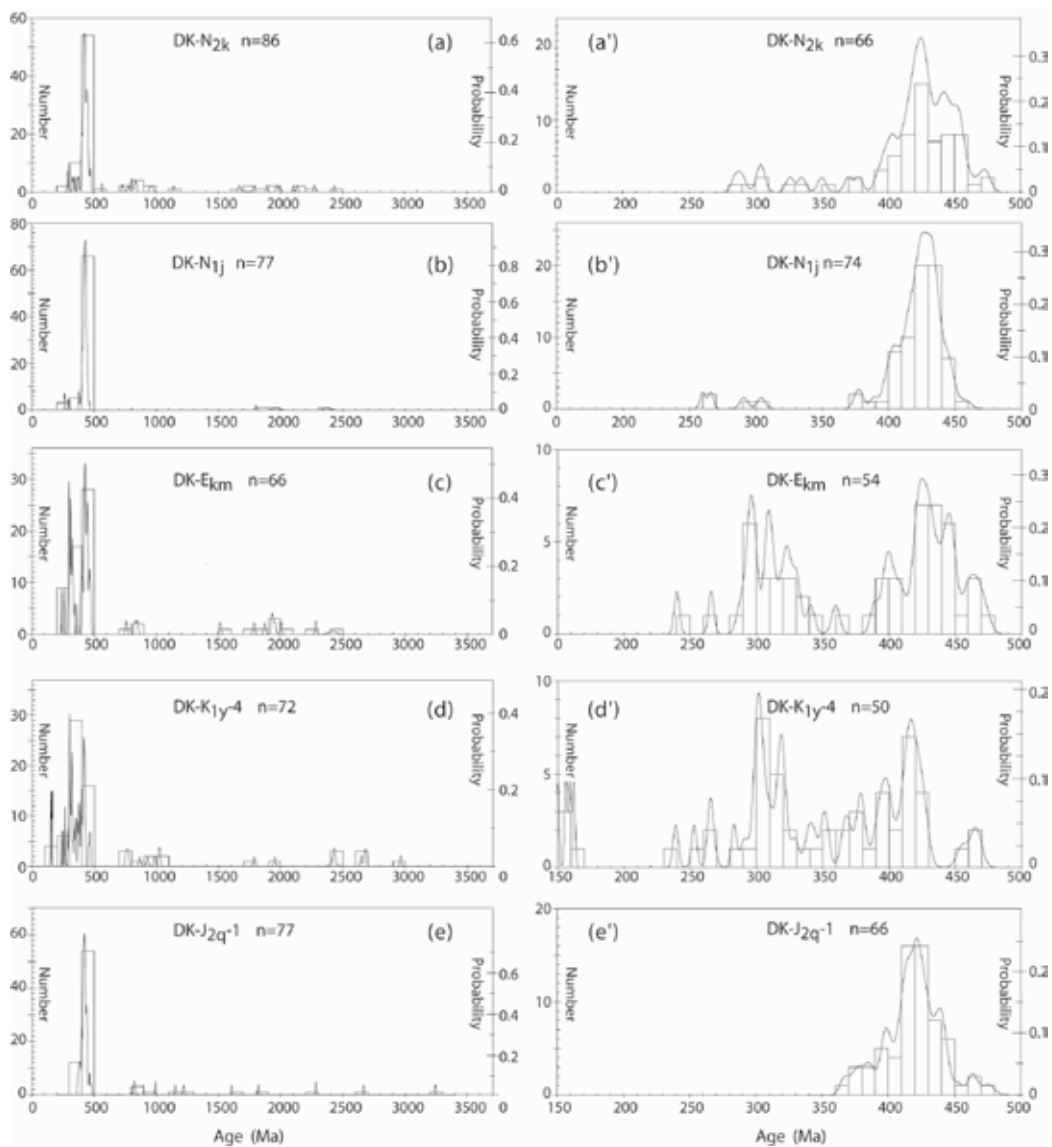 60 DK-N2k n=86 (a) 0.6
40 Number Probability 0.4
20 0.2
0 0
0 500 1000 1500 2000 2500 3000 3500
(a') DK-N2k n=66 0.3
20 Number Probability 0.2
10 0.1
0 0
200 250 300 350 400 450 500
80 DK-N1j n=77 (b) 0.8
60 Number Probability 0.6
40 0.4
20 0.2
0 0
0 500 1000 1500 2000 2500 3000 3500
(b') DK-N1j n=74 0.3
20 Number Probability 0.2
10 0.1
0 0
200 250 300 350 400 450 500
30 DK-Ekm n=66 (c) 0.4
20 Number Probability 0.2
10
0 0
0 500 1000 1500 2000 2500 3000 3500
10 (c') DK-Ekm n=54 0.3
5 Number Probability 0.2
0.1
0 0
200 250 300 350 400 450 500
30 DK-K1y-4 n=72 (d) 0.4
20 Number Probability 0.2
10
0 0
0 500 1000 1500 2000 2500 3000 3500
10 (d') DK-K1y-4 n=50 0.2
5 Number Probability 0.1
0 0
150 200 250 300 350 400 450 500
60 DK-J2q-1 n=77 (e) 0.6
40 Number Probability 0.4
20 0.2
0 0
0 500 1000 1500 2000 2500 3000 3500
Age (Ma)
20 (e') DK-J2q-1 n=66 0.2
10 Number Probability 0.1
0 0
150 200 250 300 350 400 450 500
Age (Ma)